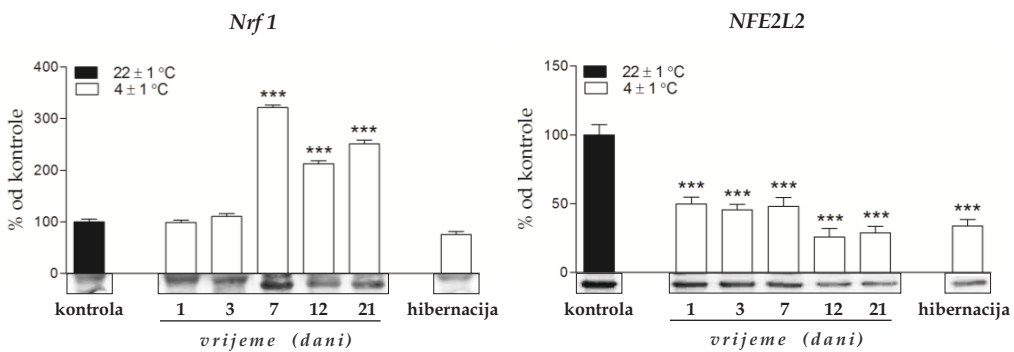 Nrf 1
400
300
200
100
0
% od kontrole
22 ± 1 °C
4 ± 1 °C
***
***
***
kontrola
1 3 7 12 21
hibernacija
vrijeme (dani)
NFE2L2
150
100
50
0
% od kontrole
22 ± 1 °C
4 ± 1 °C
***
***
***
***
***
***
kontrola
1 3 7 12 21
hibernacija
vrijeme (dani)